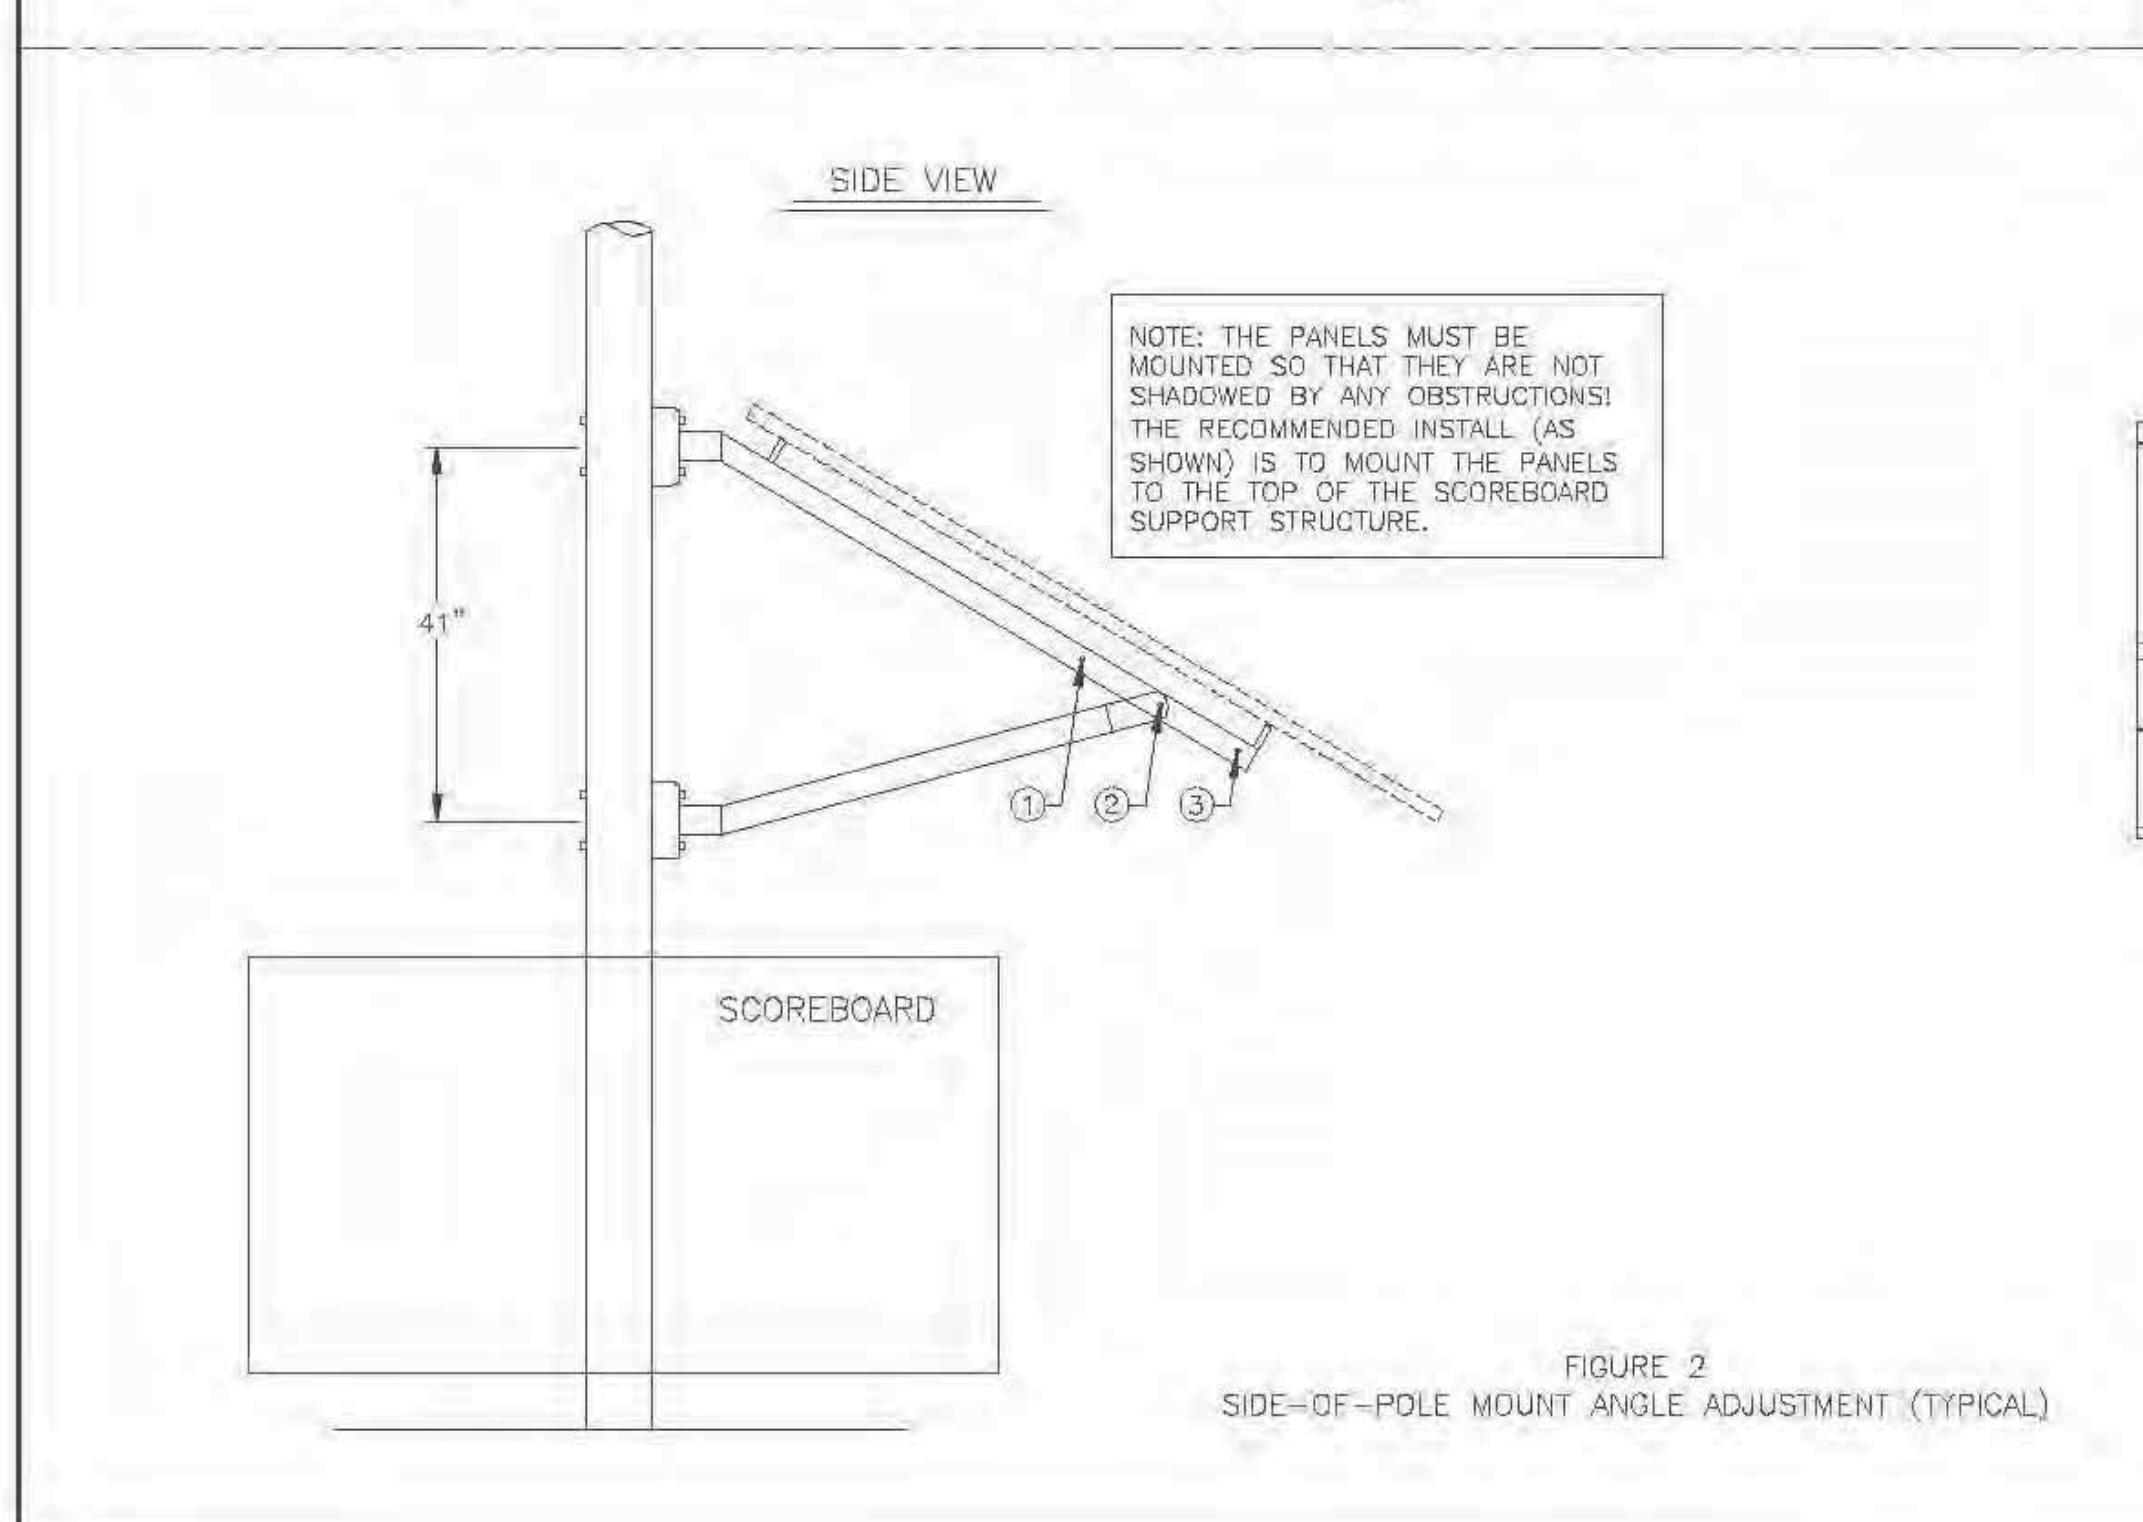 SIDE VIEW
NOTE: THE PANELS MUST BE
MOUNTED SO THAT THEY ARE NOT
SHADOWED BY ANY OBSTRUCTIONS!
THE RECOMMENDED INSTALL (AS
SHOWN) IS TO MOUNT THE PANELS
TO THE TOP OF THE SCOREBOARD
SUPPORT STRUCTURE.
41"
1 2 3
SCOREBOARD
FIGURE 2
SIDE-OF-POLE MOUNT ANGLE ADJUSTMENT (TYPICAL)